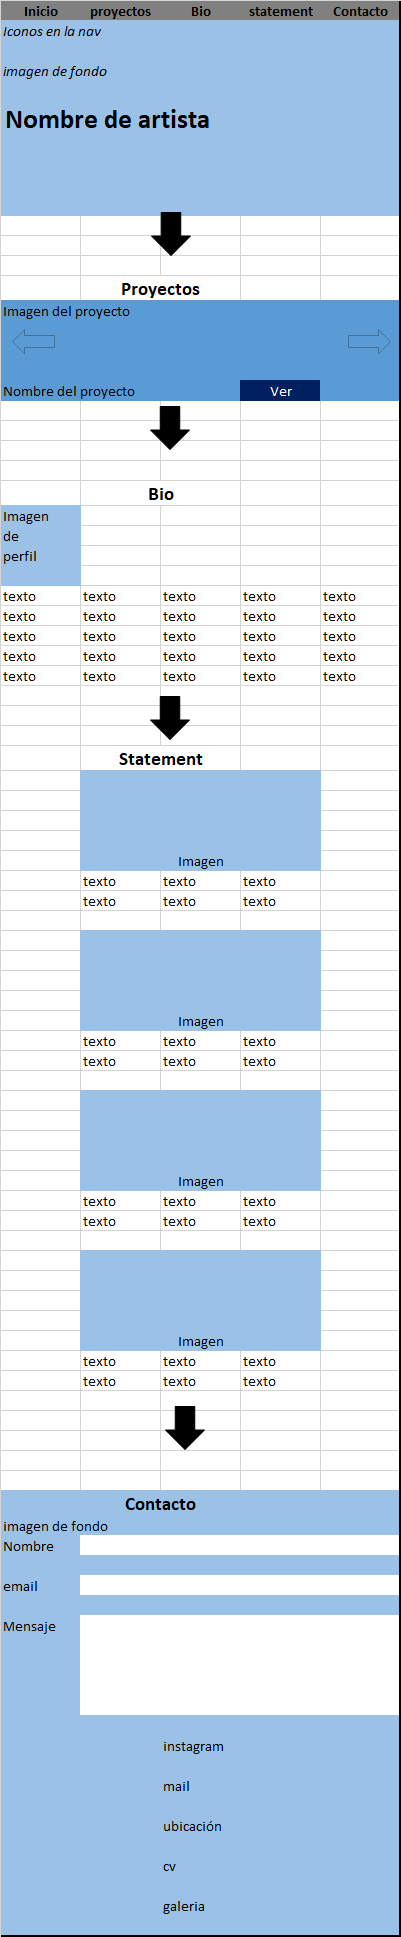 Inicio proyectos Bio statement Contacto
Iconos en la nav
imagen de fondo
Nombre de artista
Proyectos
Imagen del proyecto
Nombre del proyecto Ver
Bio
Imagen
de
perfil
texto texto texto texto texto
texto texto texto texto texto
texto texto texto texto texto
texto texto texto texto texto
texto texto texto texto texto
Statement
Imagen
texto texto texto
texto texto texto
Imagen
texto texto texto
texto texto texto
Imagen
texto texto texto
texto texto texto
Imagen
texto texto texto
texto texto texto
Contacto
imagen de fondo
Nombre
email
Mensaje
instagram
mail
ubicación
cv
galeria